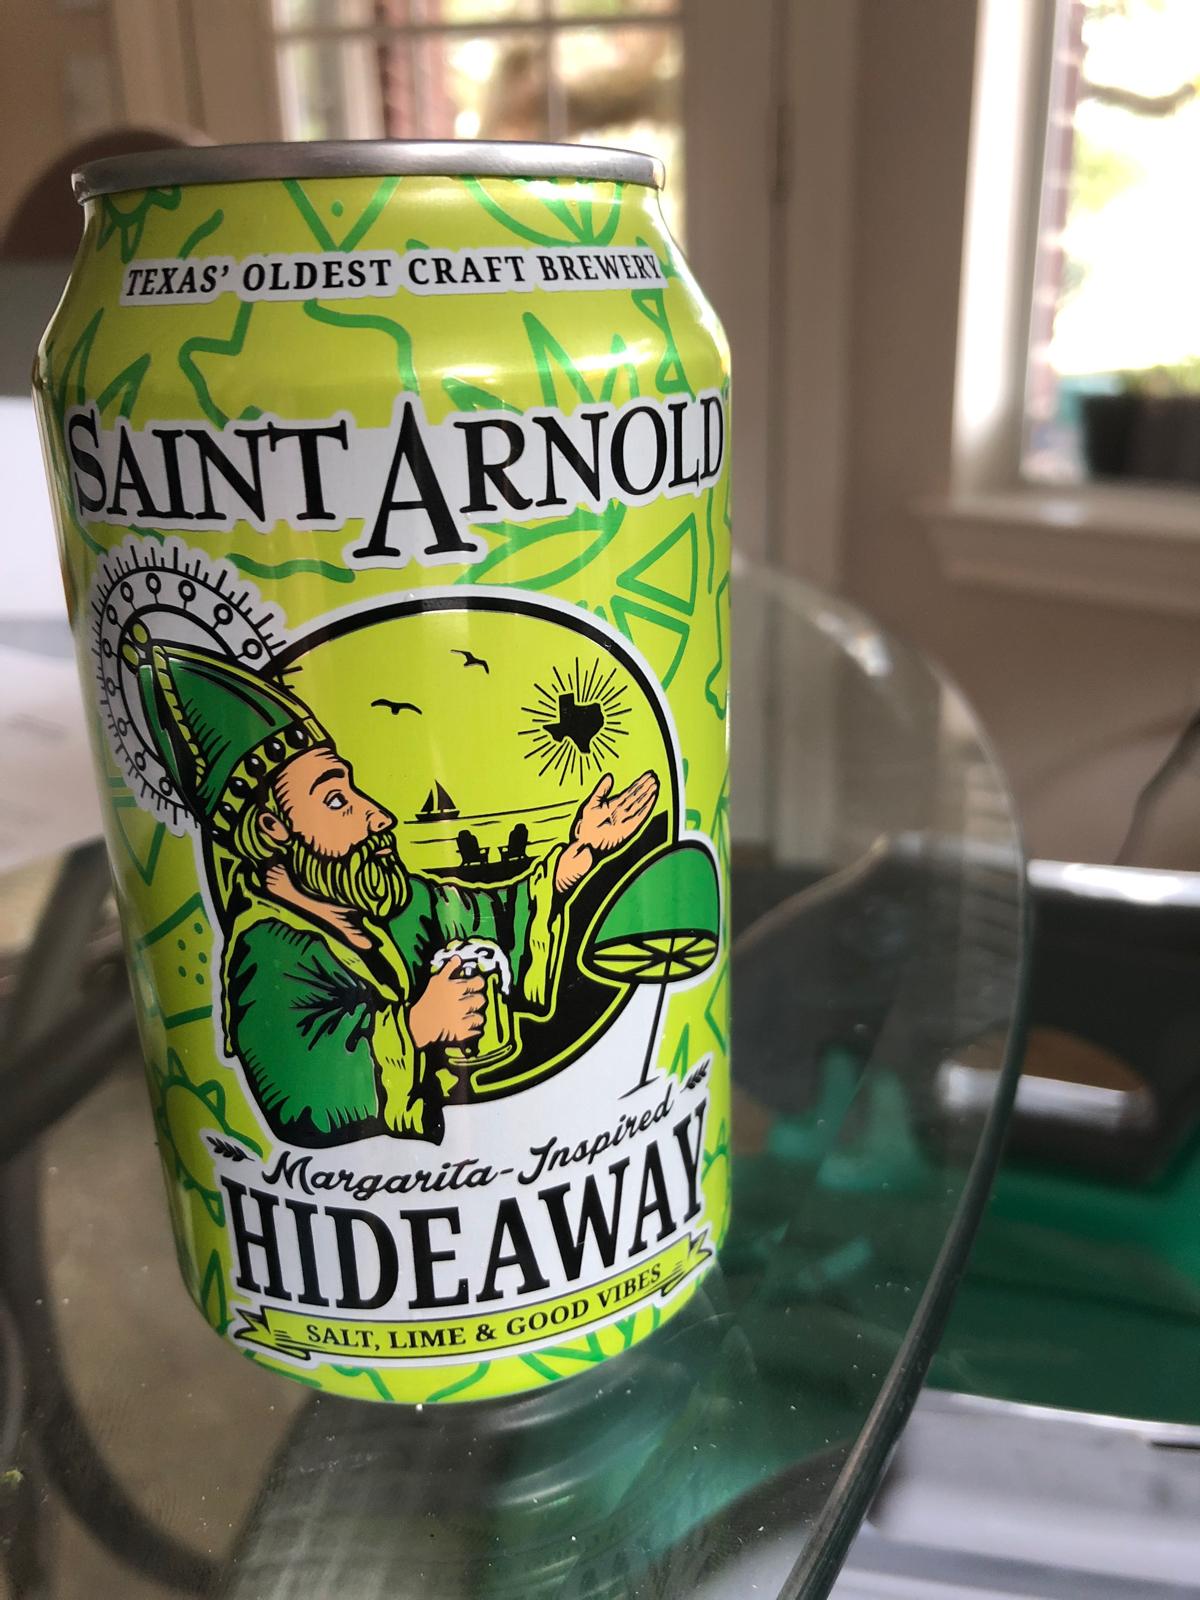 TEXAS' OLDEST CRAFT BREWERY
SAINT ARNOLD
Margarita-Inspired
HIDEAWAY
SALT, LIME & GOOD VIBES